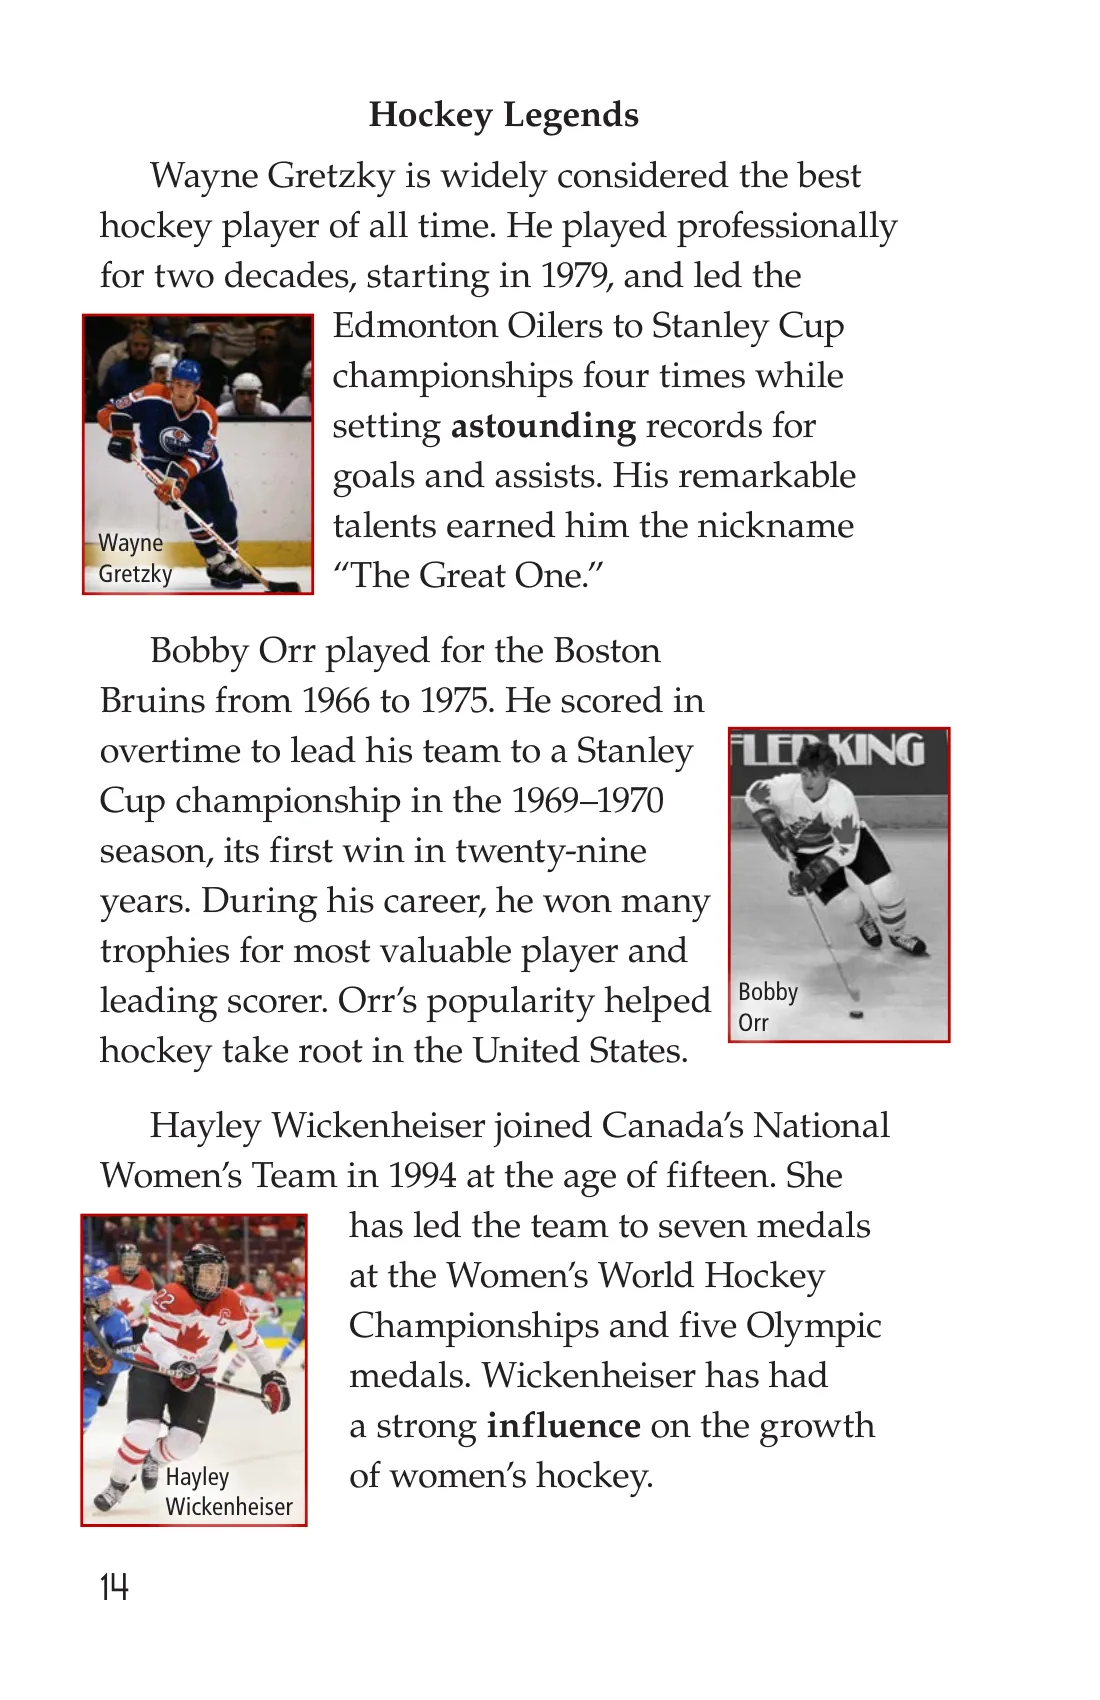 Hockey Legends
Wayne Gretzky is widely considered the best
hockey player of all time. He played professionally
for two decades, starting in 1979, and led the
Edmonton Oilers to Stanley Cup
championships four times while
setting astounding records for
goals and assists. His remarkable
talents earned him the nickname
“The Great One.”
Wayne
Gretzky
Bobby Orr played for the Boston
Bruins from 1966 to 1975. He scored in
overtime to lead his team to a Stanley
Cup championship in the 1969–1970
season, its first win in twenty-nine
years. During his career, he won many
trophies for most valuable player and
leading scorer. Orr’s popularity helped
hockey take root in the United States.
KING
Bobby
Orr
Hayley Wickenheiser joined Canada’s National
Women’s Team in 1994 at the age of fifteen. She
has led the team to seven medals
at the Women’s World Hockey
Championships and five Olympic
medals. Wickenheiser has had
a strong influence on the growth
of women’s hockey.
22
C
Hayley
Wickenheiser
14